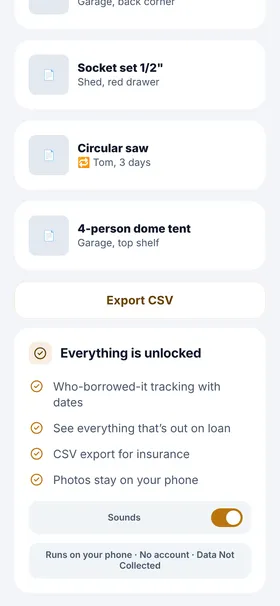 Garage, back corner
Socket set 1/2"
Shed, red drawer
Circular saw
🔁 Tom, 3 days
4-person dome tent
Garage, top shelf
Export CSV
Everything is unlocked
Who-borrowed-it tracking with
dates
See everything that's out on loan
CSV export for insurance
Photos stay on your phone
Sounds
Runs on your phone · No account · Data Not
Collected